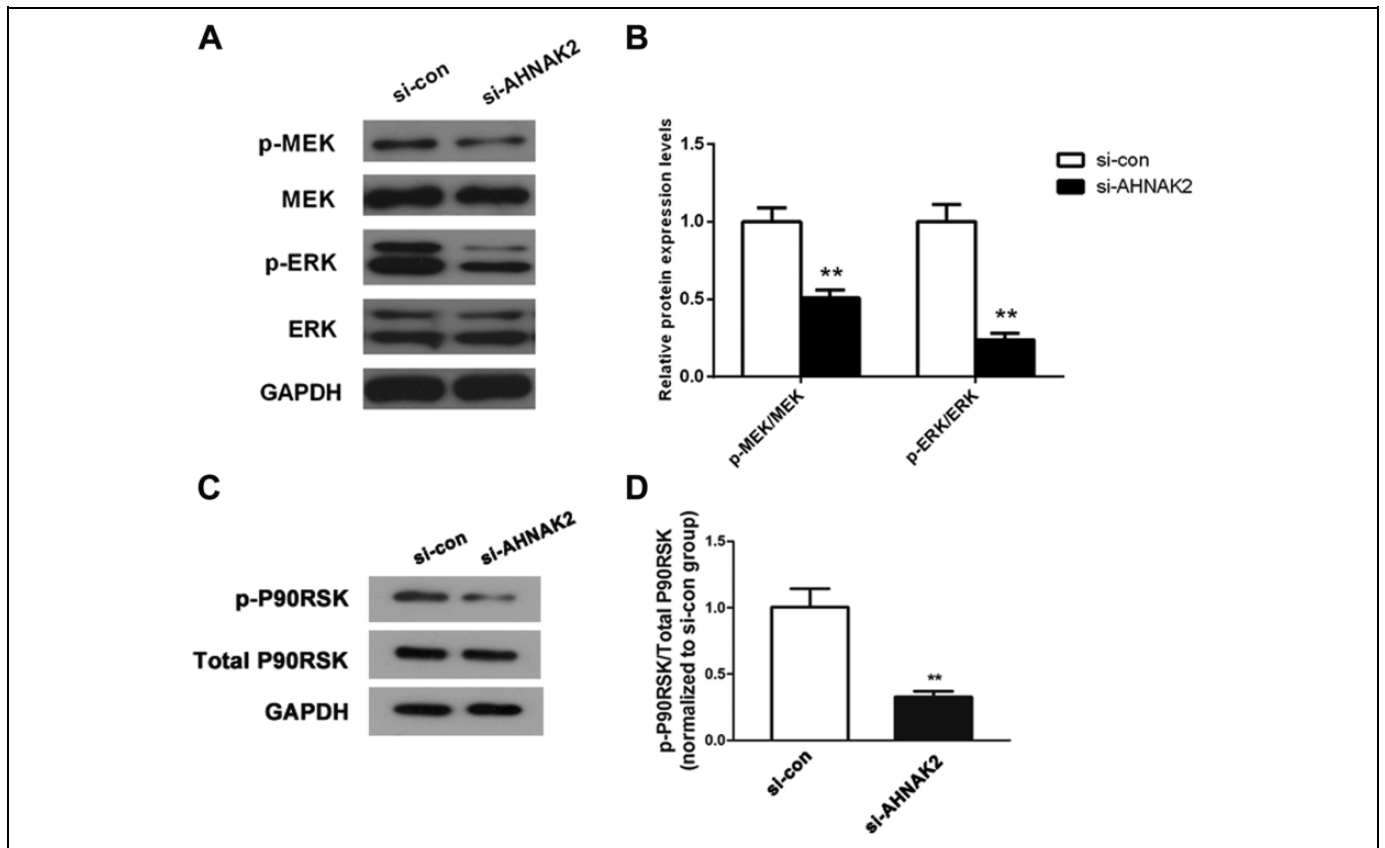 A
si-con
si-AHNAK2
p-MEK
MEK
p-ERK
ERK
GAPDH
B
Relative protein expression levels
1.5
1.0
0.5
0.0
**
**
p-MEK/MEK
p-ERK/ERK
si-con
si-AHNAK2
C
si-con
si-AHNAK2
p-P90RSK
Total P90RSK
GAPDH
D
p-P90RSK/Total P90RSK
(normalized to si-con group)
1.5
1.0
0.5
0.0
**
si-con
si-AHNAK2